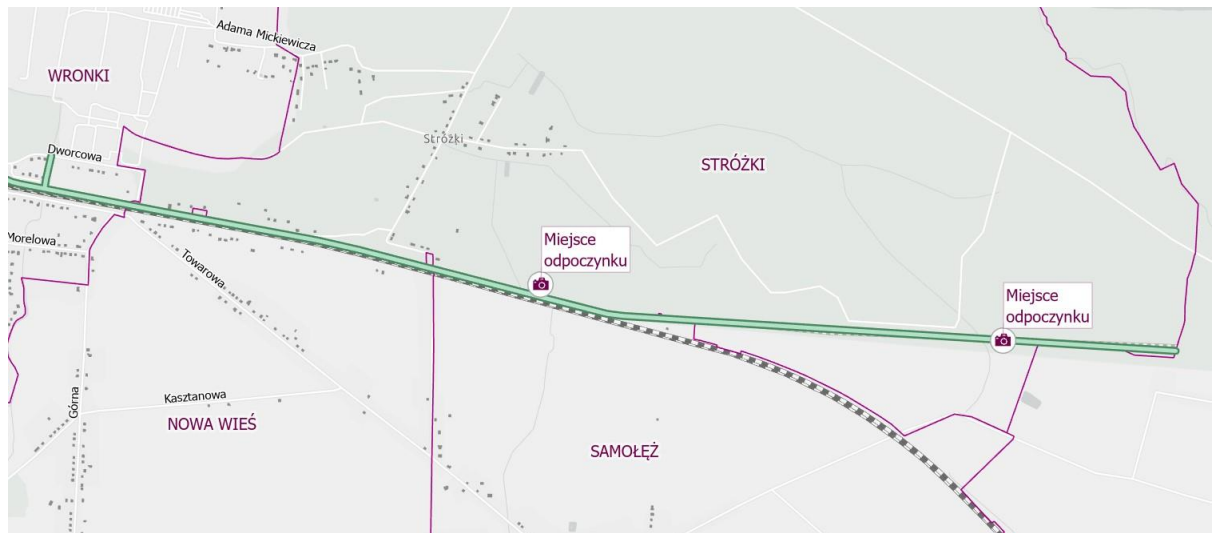 Adama Mickiewicza
WRONKI
Stróżki
Dworcowa
STRÓŻKI
Morelowa
Towarowa
Miejsce
odpoczynku
Miejsce
odpoczynku
Górna
Kasztanowa
NOWA WIEŚ
SAMOŁĘŻ